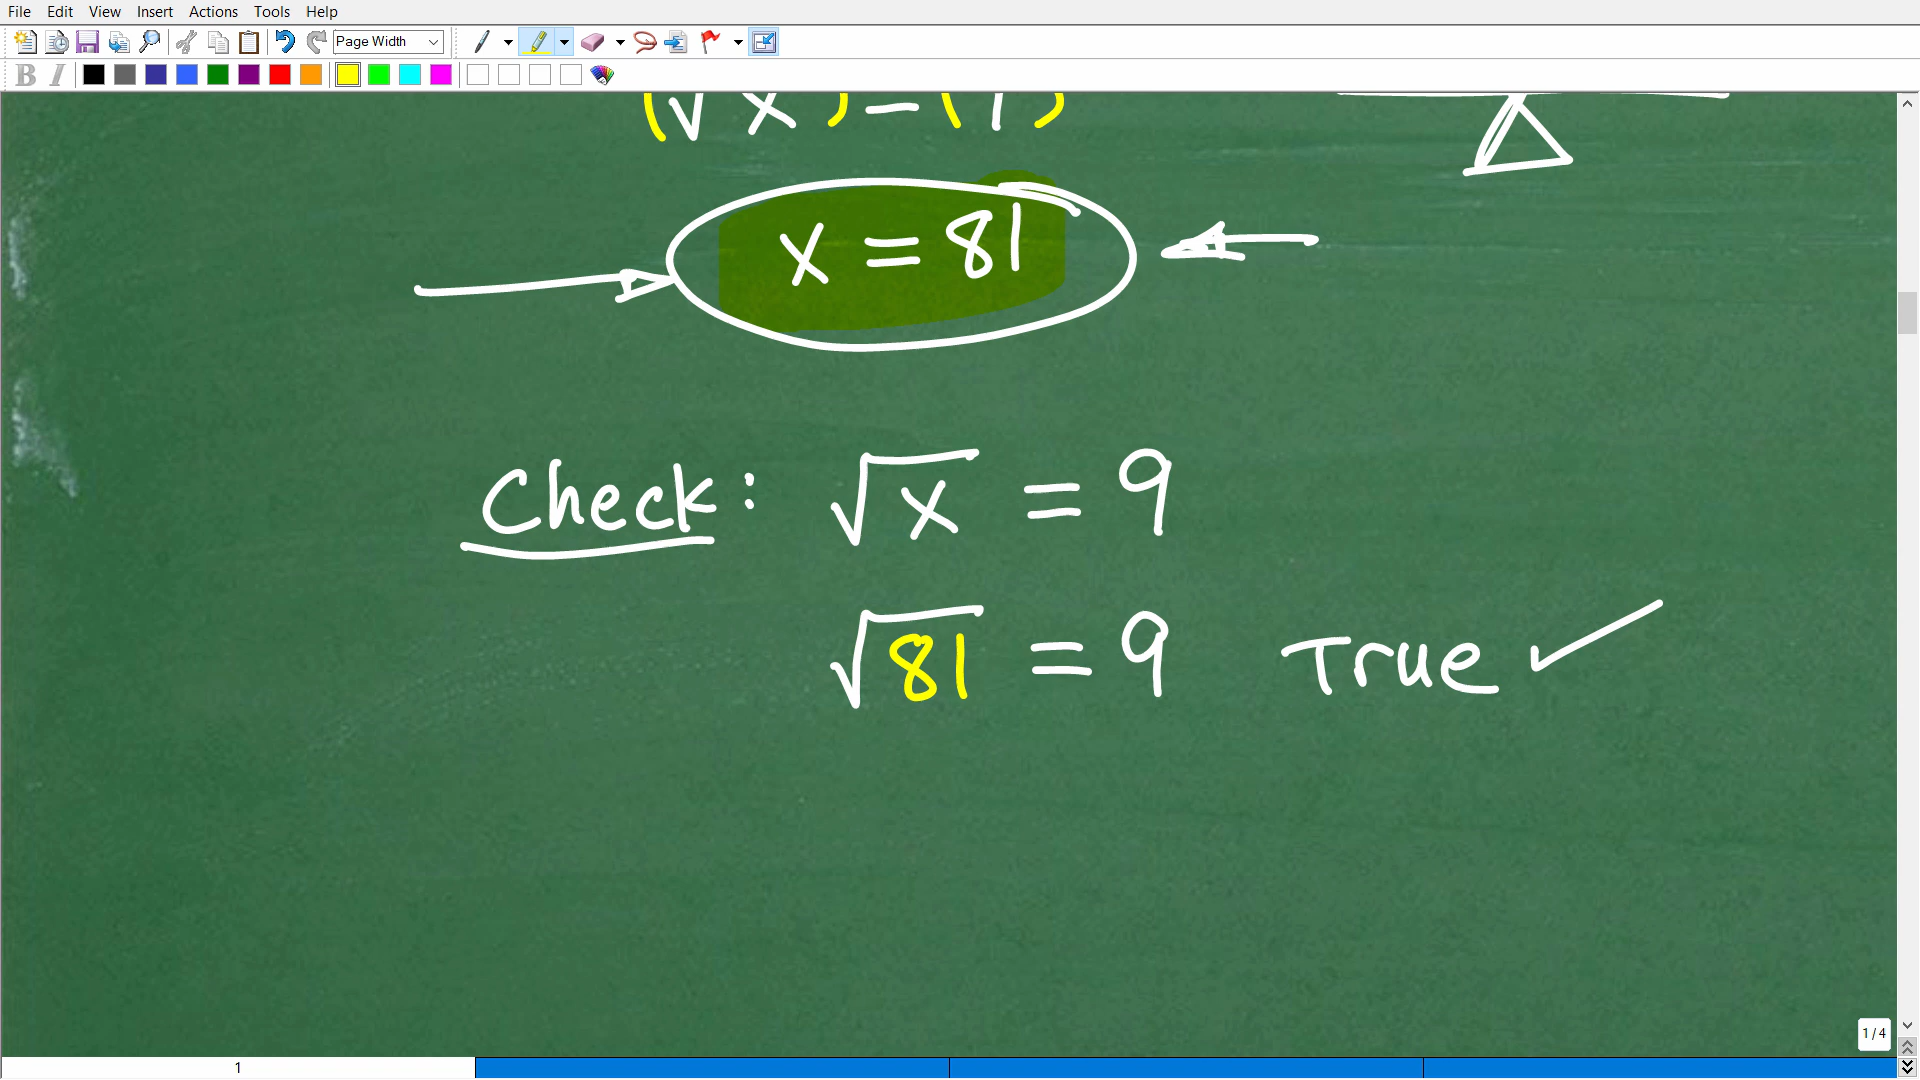 File Edit View Insert Actions Tools Help
Page Width
B I
x = 81
Check: √x = 9
√81 = 9 True ✓
1 / 4
1